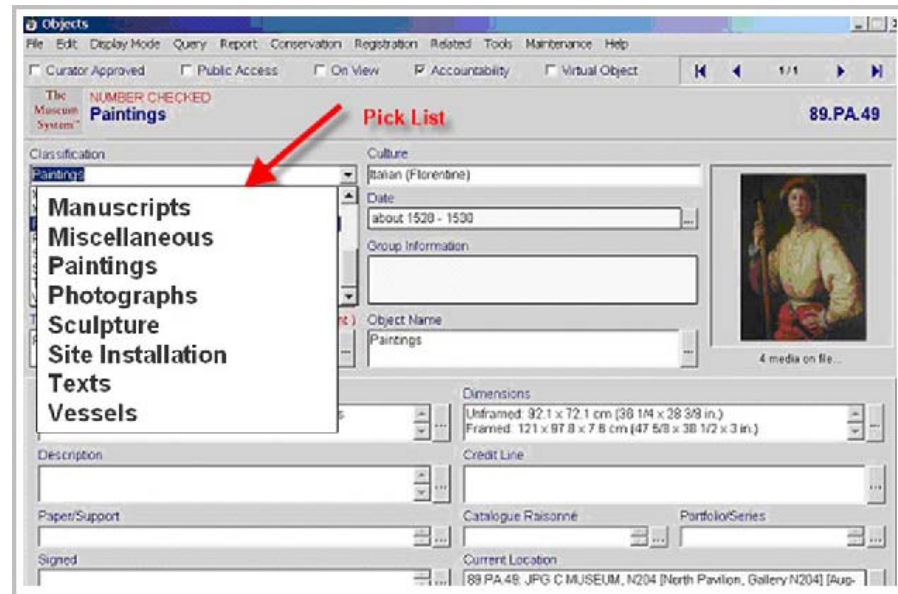 Objects
File Edit Display Mode Query Report Conservation Registration Related Tools Maintenance Help
Curator Approved Public Access On View Accountability Virtual Object 1/1
The Museum System™
NUMBER CHECKED
Paintings
89.PA.49
Pick List
Classification
Culture
Paintings
Italian (Florentine)
Date
about 1528 - 1530
Group Information
Manuscripts
Miscellaneous
Paintings
Photographs
Sculpture
Site Installation
Texts
Vessels
Object Name
Paintings
4 media on file...
Dimensions
Unframed: 92.1 x 72.1 cm (36 1/4 x 28 3/8 in.)
Framed: 121 x 97.8 x 7.6 cm (47 5/8 x 38 1/2 x 3 in.)
Description
Credit Line
Paper/Support
Catalogue Raisonné
Portfolio/Series
Signed
Current Location
89.PA.49: JPG C MUSEUM, N204 [North Pavilion, Gallery N204] [Aug-